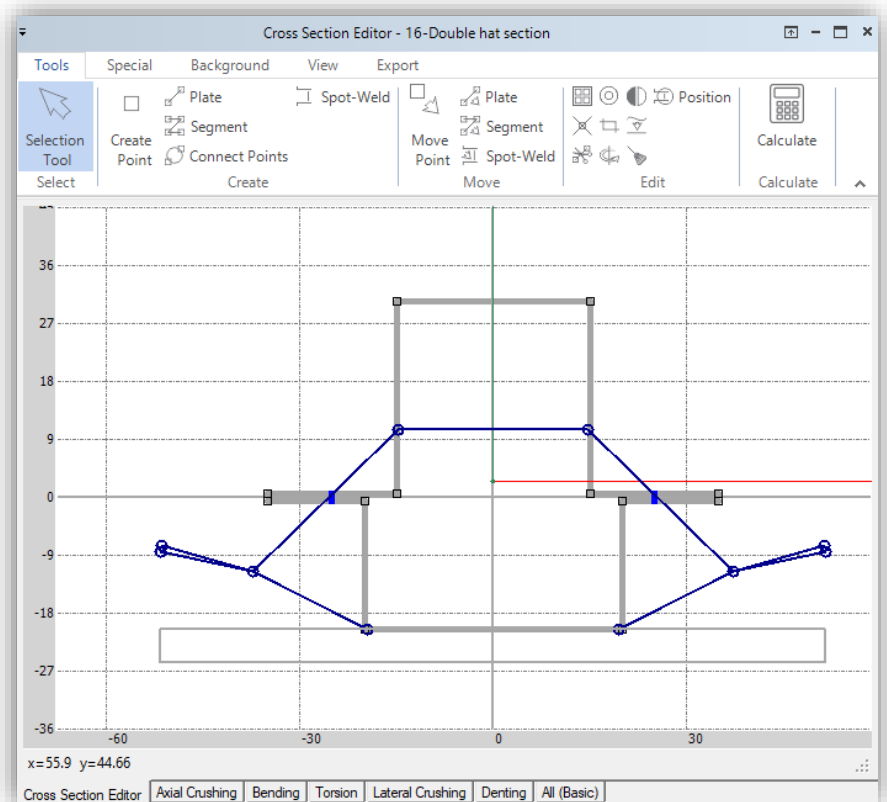 Cross Section Editor - 16-Double hat section
Tools Special Background View Export
Selection Tool
Create Point
Plate
Segment
Connect Points
Spot-Weld
Move Point
Plate
Segment
Spot-Weld
Position
Calculate
Select Create Move Edit Calculate
36
27
18
9
0
-9
-18
-27
-36
-60 -30 0 30
x=55.9 y=44.66
Cross Section Editor Axial Crushing Bending Torsion Lateral Crushing Denting All (Basic)